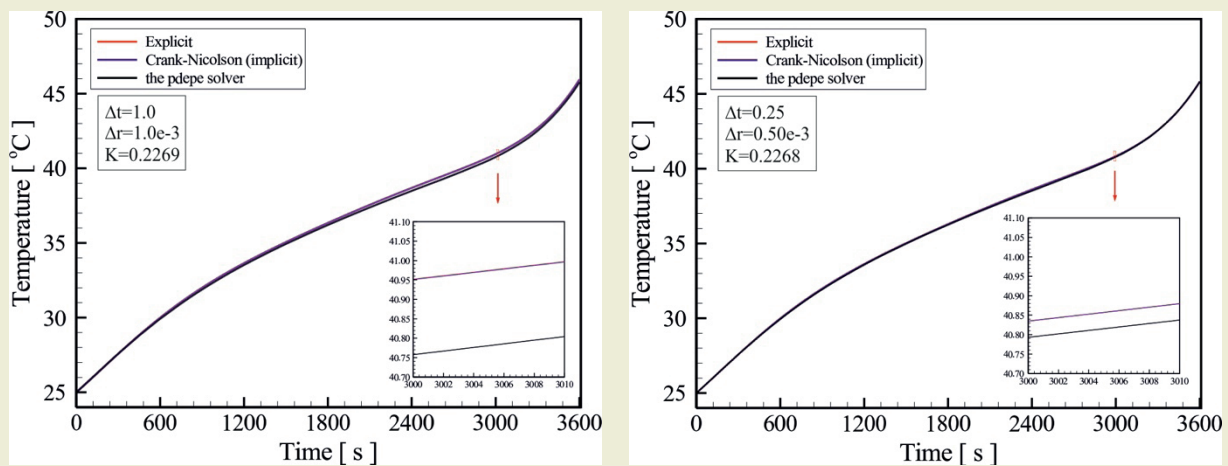 50
45
40
35
30
25
Temperature [ °C ]
Explicit
Crank-Nicolson (implicit)
the pdepe solver
Δt=1.0
Δr=1.0e-3
K=0.2269
41.10
41.05
41.00
40.95
40.90
40.85
40.80
40.75
40.70
3000 3002 3004 3006 3008 3010
0 600 1200 1800 2400 3000 3600
Time [ s ]
50
45
40
35
30
25
Temperature [ °C ]
Explicit
Crank-Nicolson (implicit)
the pdepe solver
Δt=0.25
Δr=0.50e-3
K=0.2268
41.10
41.05
41.00
40.95
40.90
40.85
40.80
40.75
40.70
3000 3002 3004 3006 3008 3010
0 600 1200 1800 2400 3000 3600
Time [ s ]